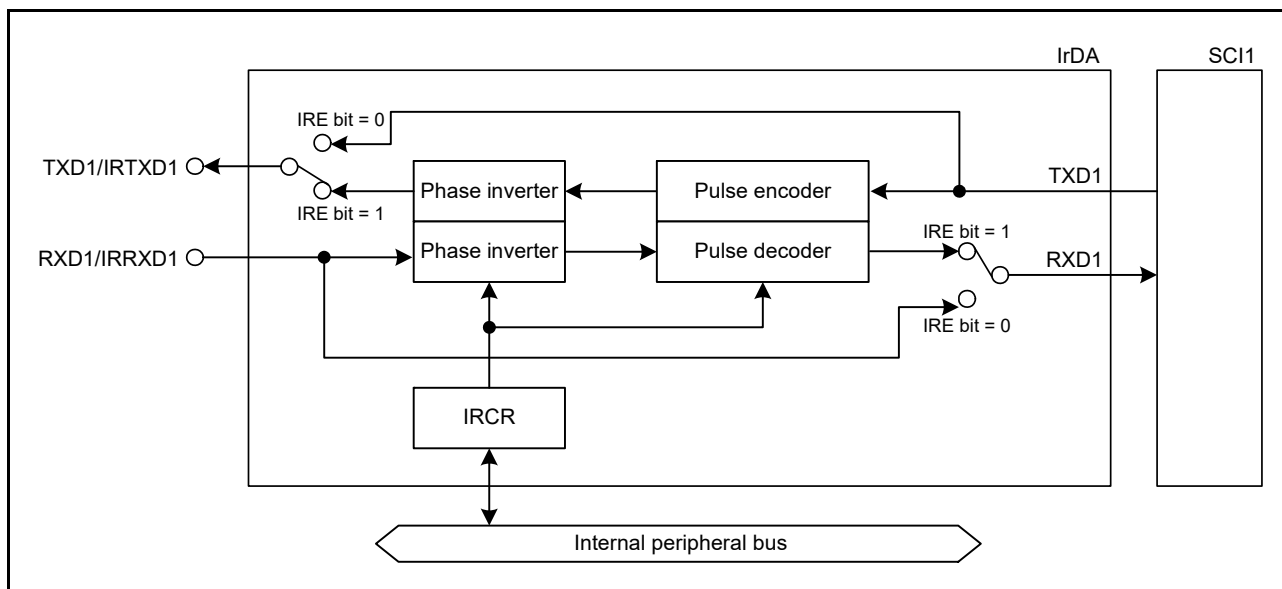 IrDA
SCI1
IRE bit = 0
TXD1/IRTXD1
Phase inverter
Pulse encoder
TXD1
IRE bit = 1
RXD1/IRRXD1
Phase inverter
Pulse decoder
IRE bit = 1
RXD1
IRE bit = 0
IRCR
Internal peripheral bus